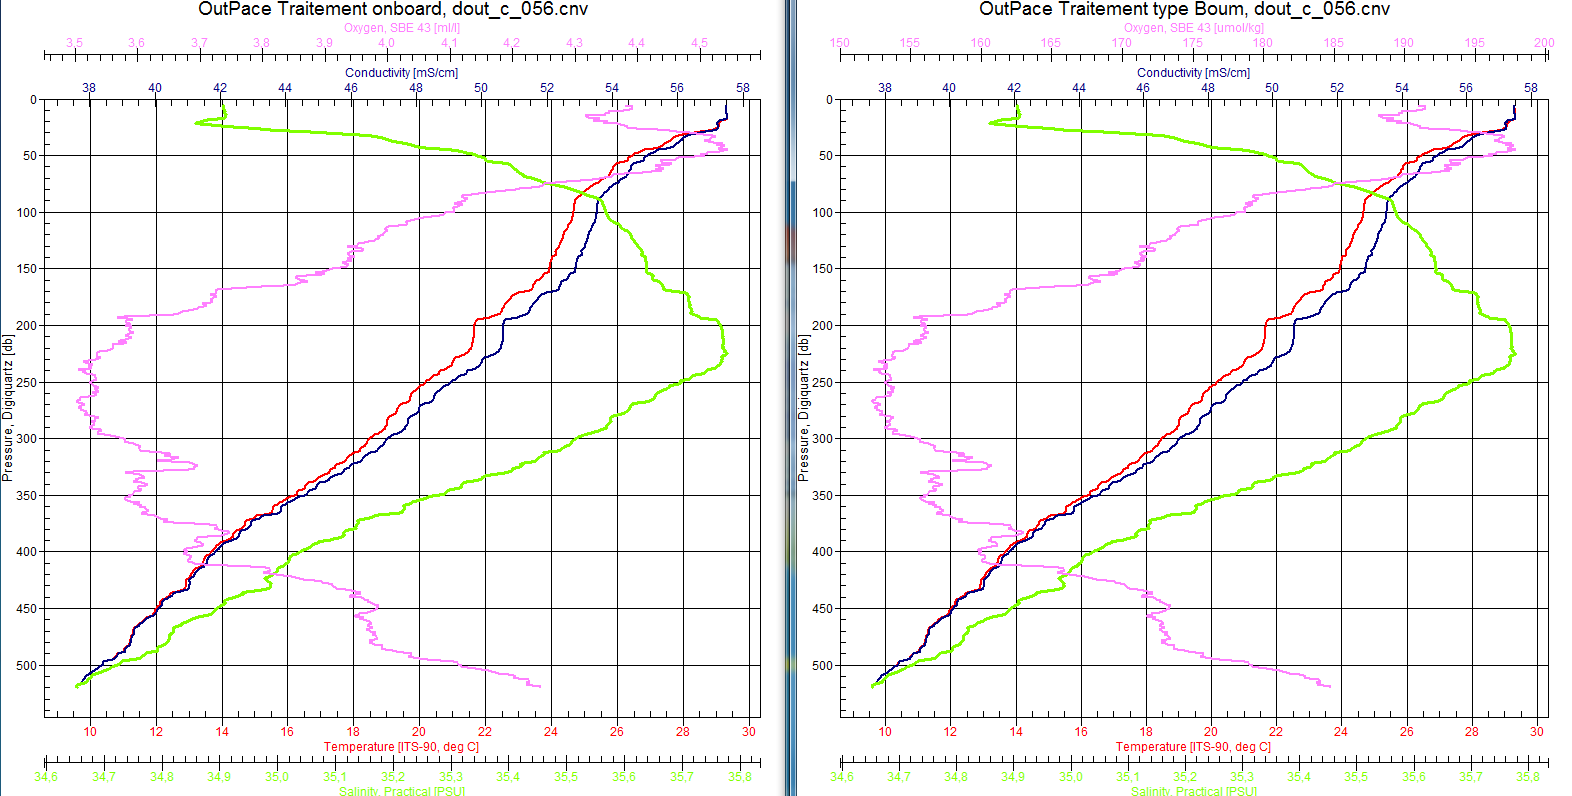 OutPace Traitement onboard, dout_c_056.cnv
Oxygen, SBE 43 [ml/l]
3.5 3.6 3.7 3.8 3.9 4.0 4.1 4.2 4.3 4.4 4.5
Conductivity [mS/cm]
38 40 42 44 46 48 50 52 54 56 58
0
50
100
150
200
250
300
350
400
450
500
Pressure, Digiquartz [db]
10 12 14 16 18 20 22 24 26 28 30
Temperature [ITS-90, deg C]
34,6 34,7 34,8 34,9 35,0 35,1 35,2 35,3 35,4 35,5 35,6 35,7 35,8
Salinity, Practical [PSU]
OutPace Traitement type Boum, dout_c_056.cnv
Oxygen, SBE 43 [umol/kg]
150 155 160 165 170 175 180 185 190 195 200
Conductivity [mS/cm]
38 40 42 44 46 48 50 52 54 56 58
0
50
100
150
200
250
300
350
400
450
500
Pressure, Digiquartz [db]
10 12 14 16 18 20 22 24 26 28 30
Temperature [ITS-90, deg C]
34,6 34,7 34,8 34,9 35,0 35,1 35,2 35,3 35,4 35,5 35,6 35,7 35,8
Salinity, Practical [PSU]